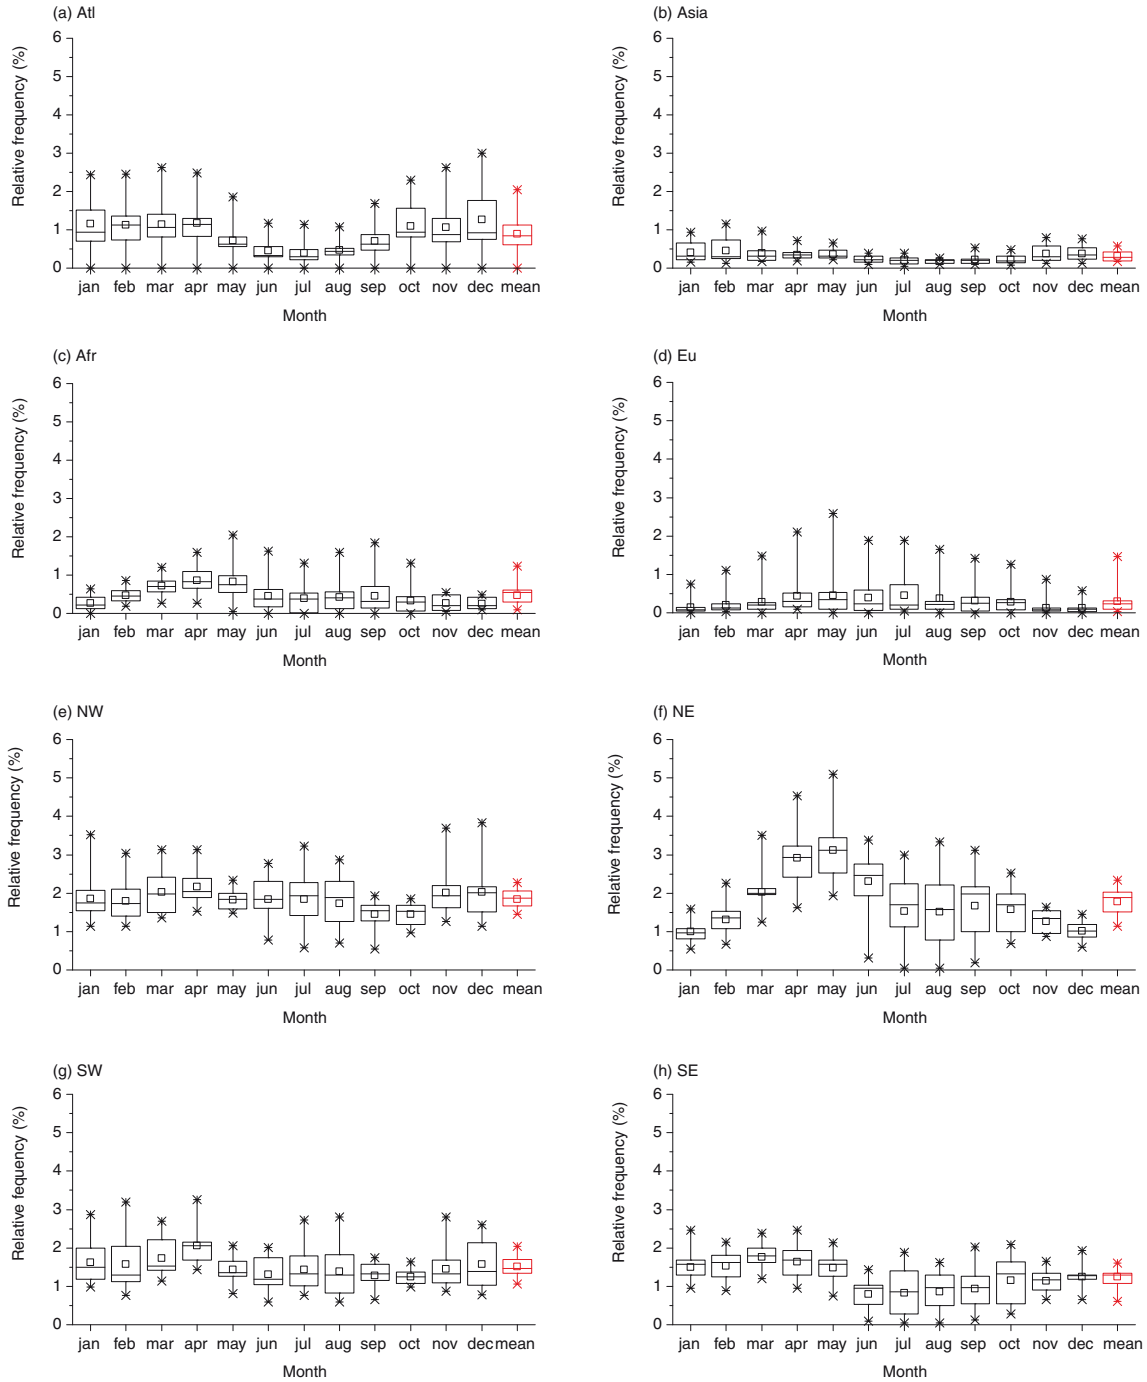 (a) Atl
Relative frequency (%)
6
5
4
3
2
1
0
jan feb mar apr may jun jul aug sep oct nov dec mean
Month
(b) Asia
Relative frequency (%)
6
5
4
3
2
1
0
jan feb mar apr may jun jul aug sep oct nov dec mean
Month
(c) Afr
Relative frequency (%)
6
5
4
3
2
1
0
jan feb mar apr may jun jul aug sep oct nov dec mean
Month
(d) Eu
Relative frequency (%)
6
5
4
3
2
1
0
jan feb mar apr may jun jul aug sep oct nov dec mean
Month
(e) NW
Relative frequency (%)
6
5
4
3
2
1
0
jan feb mar apr may jun jul aug sep oct nov dec mean
Month
(f) NE
Relative frequency (%)
6
5
4
3
2
1
0
jan feb mar apr may jun jul aug sep oct nov dec mean
Month
(g) SW
Relative fequency (%)
6
5
4
3
2
1
0
jan feb mar apr may jun jul aug sep oct nov dec mean
Month
(h) SE
Relative frequency (%)
6
5
4
3
2
1
0
jan feb mar apr may jun jul aug sep oct nov dec mean
Month